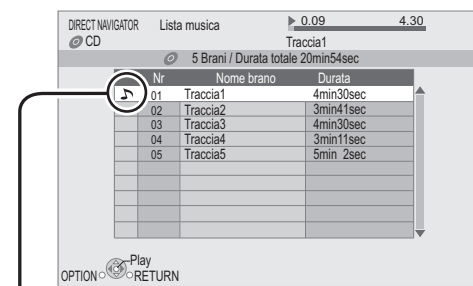 DIRECT NAVIGATOR Lista musica 0.09 4.30
CD Traccia1
5 Brani / Durata totale 20min54sec
Nr Nome brano Durata
01 Traccia1 4min30sec
02 Traccia2 3min41sec
03 Traccia3 4min30sec
04 Traccia4 3min11sec
05 Traccia5 5min 2sec
Play
OPTION RETURN